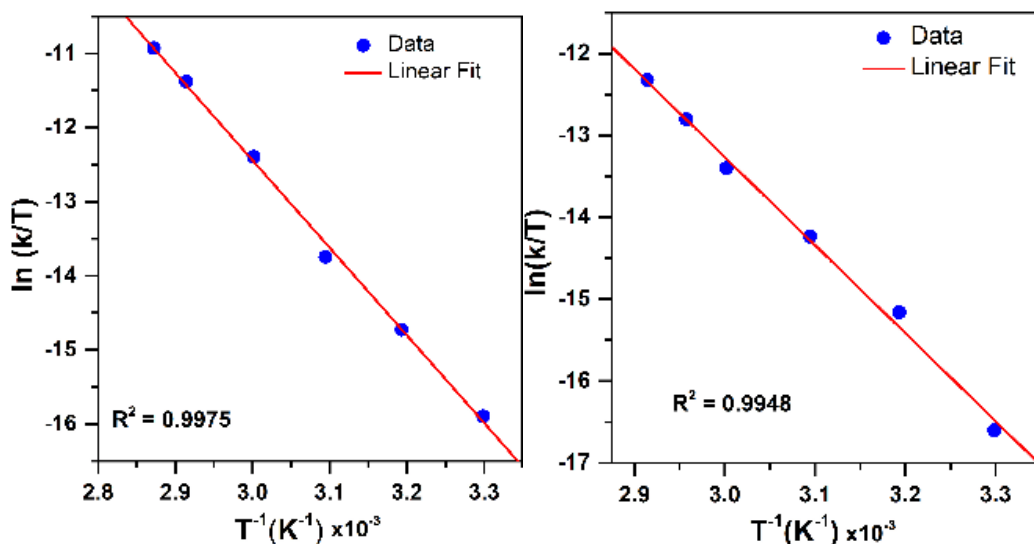 Data
Linear Fit
-11
-12
-13
-14
-15
-16
ln (k/T)
R² = 0.9975
2.8 2.9 3.0 3.1 3.2 3.3
T⁻¹(K⁻¹) x10⁻³
Data
Linear Fit
-12
-13
-14
-15
-16
-17
ln(k/T)
R² = 0.9948
2.9 3.0 3.1 3.2 3.3
T⁻¹(K⁻¹) x10⁻³